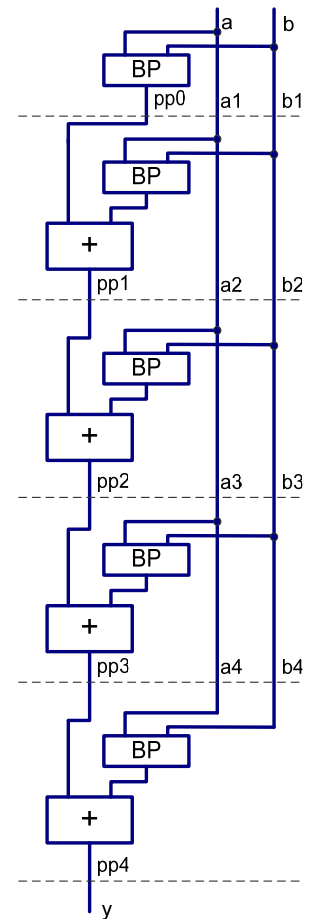 a b
BP
pp0 a1 b1
BP
+
pp1 a2 b2
BP
+
pp2 a3 b3
BP
+
pp3 a4 b4
BP
+
pp4
y